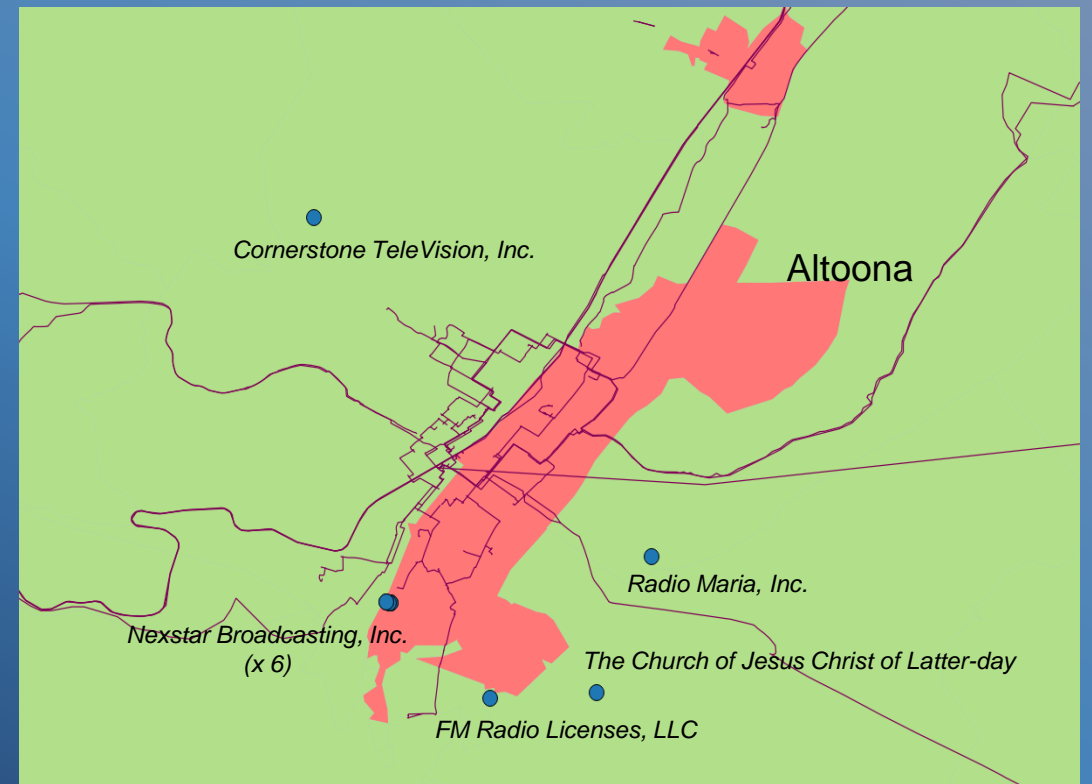 Cornerstone TeleVision, Inc.
Altoona
Radio Maria, Inc.
Nexstar Broadcasting, Inc.
(x 6)
The Church of Jesus Christ of Latter-day
FM Radio Licenses, LLC